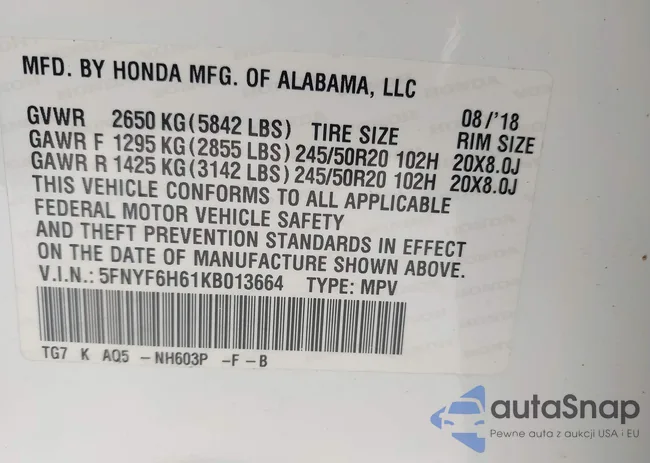 MFD. BY HONDA MFG. OF ALABAMA, LLC
GVWR 2650 KG (5842 LBS) TIRE SIZE 08/'18 RIM SIZE
GAWR F 1295 KG (2855 LBS) 245/50R20 102H 20X8.0J
GAWR R 1425 KG (3142 LBS) 245/50R20 102H 20X8.0J
THIS VEHICLE CONFORMS TO ALL APPLICABLE
FEDERAL MOTOR VEHICLE SAFETY
AND THEFT PREVENTION STANDARDS IN EFFECT
ON THE DATE OF MANUFACTURE SHOWN ABOVE.
V.I.N.: 5FNYF6H61KB013664 TYPE: MPV
TG7 K AQ5 -NH603P -F -B
autaSnap
Pewne auta z aukcji USA i EU